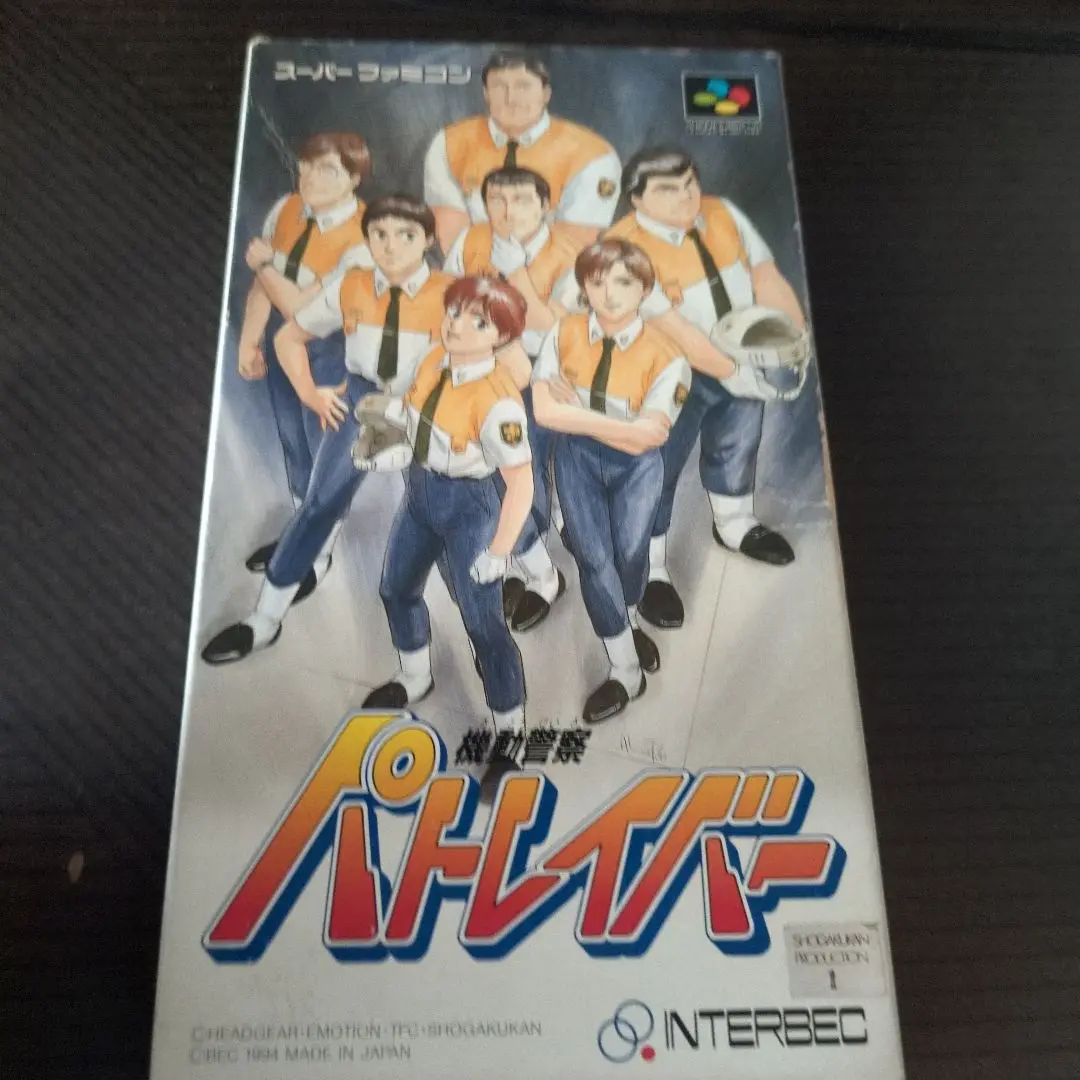 スーパーファミコン
機動警察
パトレイバー
SHOGAKUKAN
PRODUCTION
1
©HEADGEAR·EMOTION·TFC·SHOGAKUKAN
INTERBEC
©BEC 1994 MADE IN JAPAN